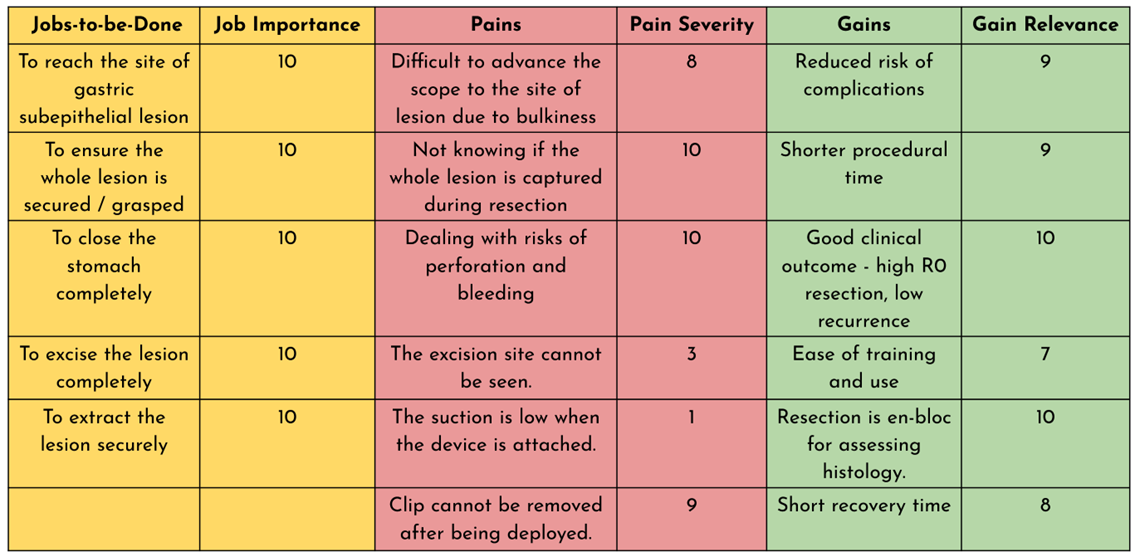 Jobs-to-be-Done
Job Importance
Pains
Pain Severity
Gains
Gain Relevance
To reach the site of
gastric
subepithelial lesion
10
Difficult to advance the
scope to the site of
lesion due to bulkiness
8
Reduced risk of
complications
9
To ensure the
whole lesion is
secured / grasped
10
Not knowing if the
whole lesion is captured
during resection
10
Shorter procedural
time
9
To close the
stomach
completely
10
Dealing with risks of
perforation and
bleeding
10
Good clinical
outcome - high R0
resection, low
recurrence
10
To excise the lesion
completely
10
The excision site cannot
be seen.
3
Ease of training
and use
7
To extract the
lesion securely
10
The suction is low when
the device is attached.
1
Resection is en-bloc
for assessing
histology.
10
Clip cannot be removed
after being deployed.
9
Short recovery time
8